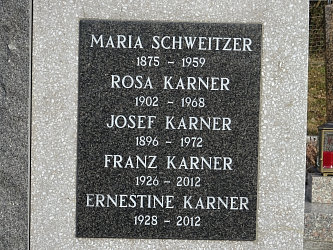 MARIA SCHWEITZER
1875 – 1959
ROSA KARNER
1902 – 1968
JOSEF KARNER
1896 – 1972
FRANZ KARNER
1926 – 2012
ERNESTINE KARNER
1928 – 2012